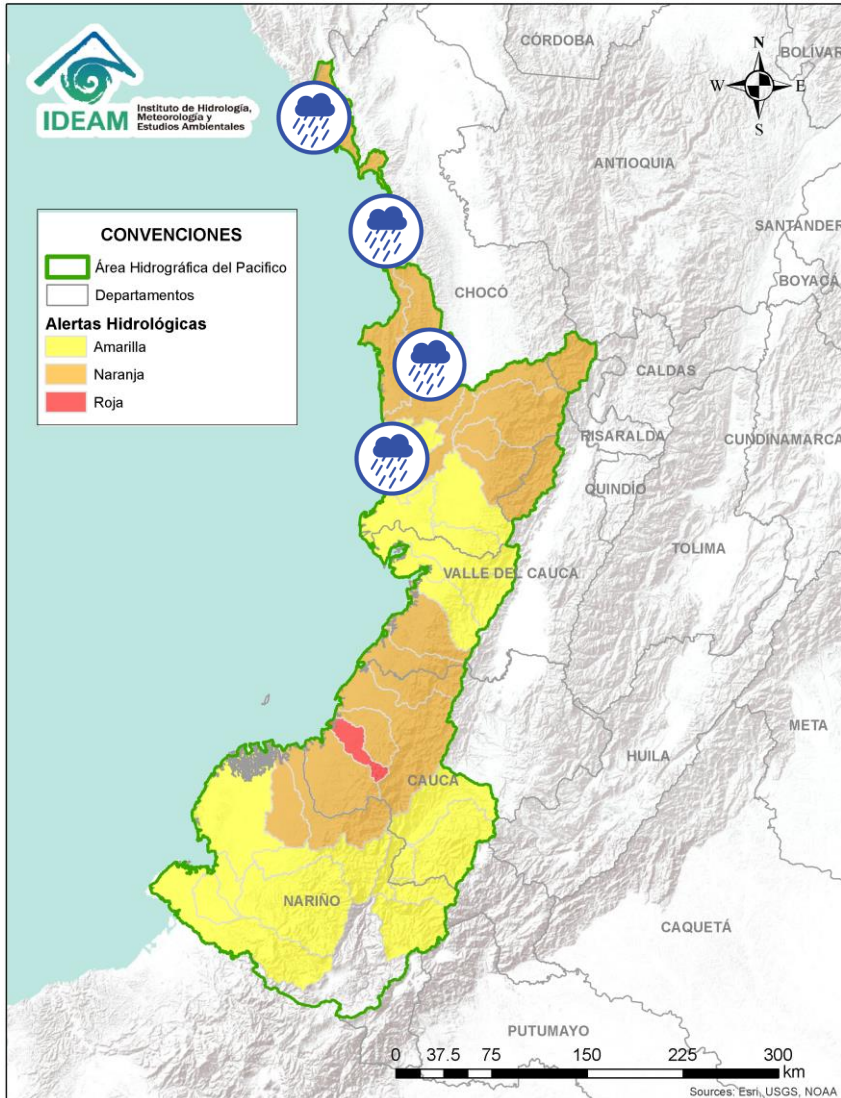 IDEAM
Instituto de Hidrología,
Meteorología y
Estudios Ambientales
CÓRDOBA
BOLÍVAR
N
W
E
S
ANTIOQUIA
SANTANDER
BOYACÁ
CONVENCIONES
Área Hidrográfica del Pacifico
Departamentos
Alertas Hidrológicas
Amarilla
Naranja
Roja
CHOCÓ
CALDAS
RISARALDA
CUNDINAMARCA
QUINDÍO
TOLIMA
VALLE DEL CAUCA
META
HUILA
CAUCA
NARIÑO
CAQUETÁ
PUTUMAYO
0 37.5 75 150 225 300
km
Sources: Esri, USGS, NOAA